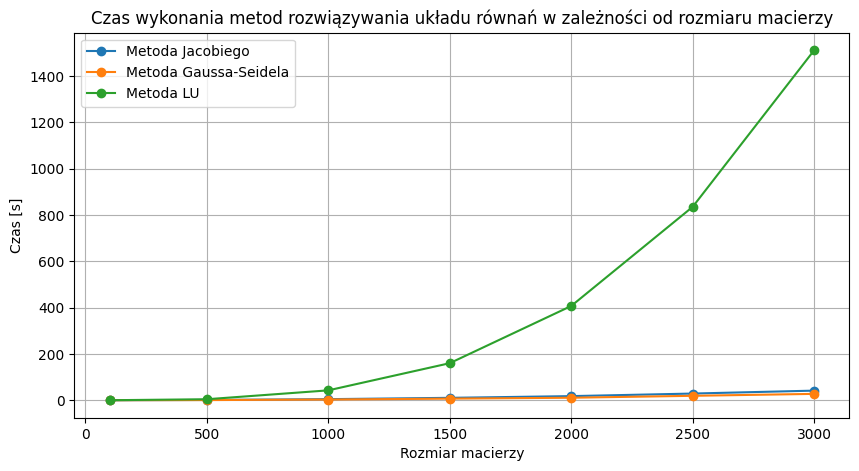 Czas wykonania metod rozwiązywania układu równań w zależności od rozmiaru macierzy
Metoda Jacobiego
Metoda Gaussa-Seidela
Metoda LU
Czas [s]
1400
1200
1000
800
600
400
200
0
0 500 1000 1500 2000 2500 3000
Rozmiar macierzy